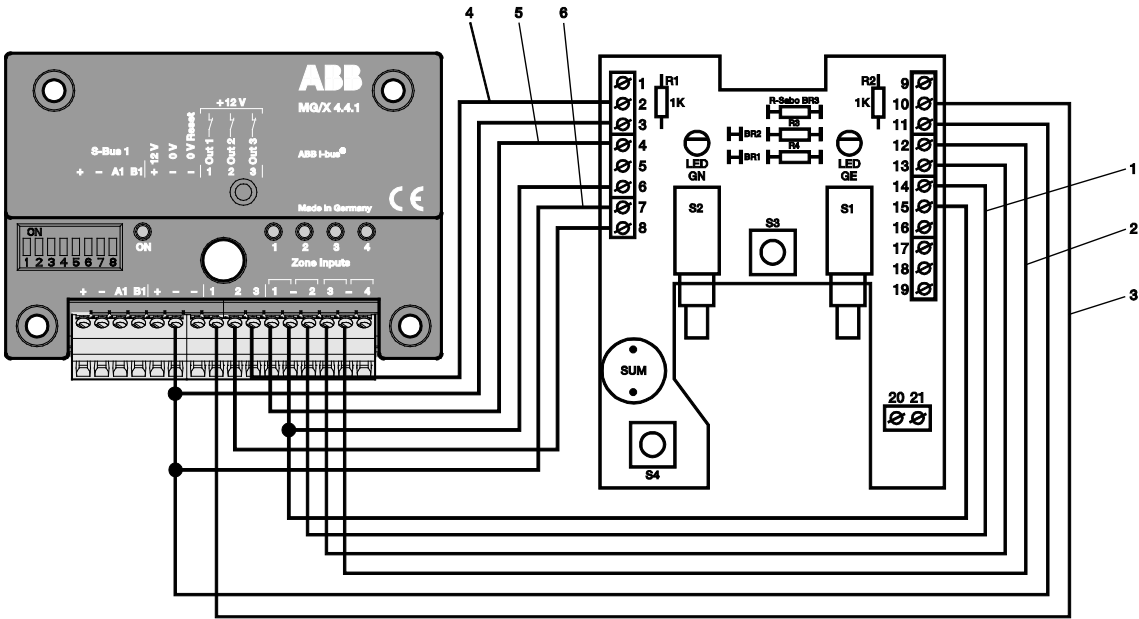 4 5 6
ABB
MG/X 4.4.1
ABB i-bus®
Made in Germany
CE
+12 V
S-Bus 1
12 V
0 V
0 V Reset
Out 1
Out 2
Out 3
+ – A1 B1 + – – 1 2 3
ON
1 2 3 4 5 6 7 8
ON
1 2 3 4
Zone Inputs
+ – A1 B1 + – – 1 2 3 1 – 2 3 – 4
1
2
3
4
5
6
7
8
R1
1K
R-Sabo BR3
R3
BR2
R4
BR1
R2
1K
LED
GN
LED
GE
S2
S3
S1
9
10
11
12
13
14
15
16
17
18
19
SUM
S4
20 21
1
2
3